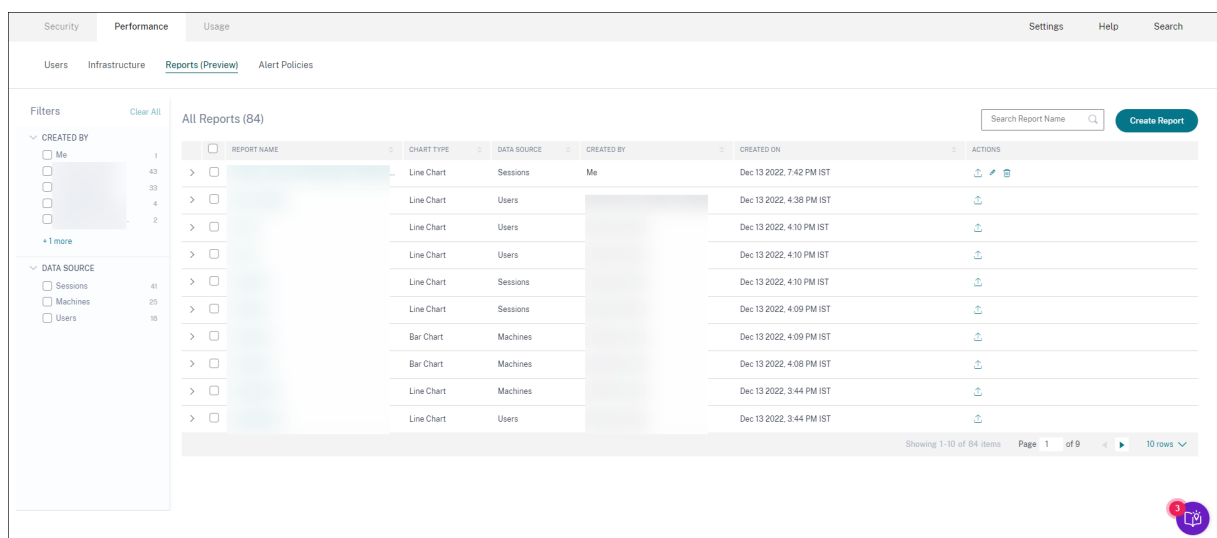 Security Performance Usage Settings Help Search
Users Infrastructure Reports (Preview) Alert Policies
Filters Clear All
CREATED BY
Me 1
43
33
4
... 2
+ 1 more
DATA SOURCE
Sessions 41
Machines 25
Users 18
All Reports (84) Search Report Name Create Report
REPORT NAME CHART TYPE DATA SOURCE CREATED BY CREATED ON ACTIONS
... Line Chart Sessions Me Dec 13 2022, 7:42 PM IST
Line Chart Users Dec 13 2022, 4:38 PM IST
Line Chart Users Dec 13 2022, 4:10 PM IST
Line Chart Users Dec 13 2022, 4:10 PM IST
Line Chart Sessions Dec 13 2022, 4:10 PM IST
Line Chart Sessions Dec 13 2022, 4:09 PM IST
Bar Chart Machines Dec 13 2022, 4:09 PM IST
Bar Chart Machines Dec 13 2022, 4:08 PM IST
Line Chart Machines Dec 13 2022, 3:44 PM IST
Line Chart Users Dec 13 2022, 3:44 PM IST
Showing 1-10 of 84 items Page 1 of 9 10 rows
3